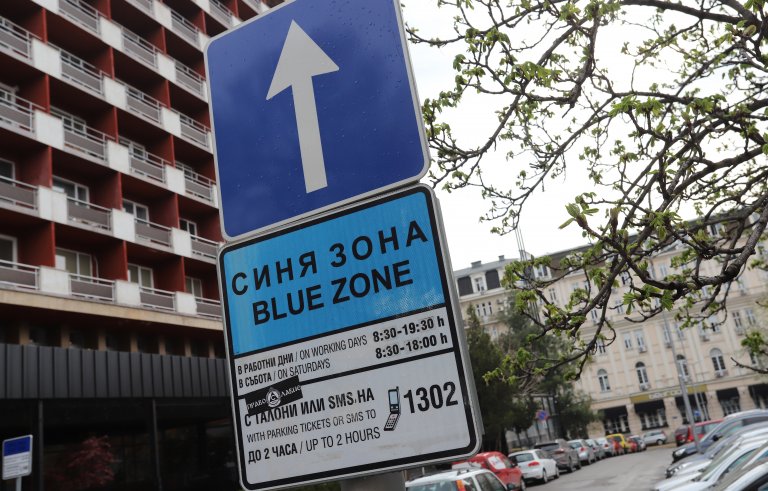 СИНЯ ЗОНА
BLUE ZONE
В РАБОТНИ ДНИ / ON WORKING DAYS 8:30-19:30
В СЪБОТА / ON SATURDAYS 8:30-18:00
ПРАВОСЛАВИЕ
С ТАЛОНИ ИЛИ SMS НА 1302
WITH PARKING TICKETS OR SMS TO
ДО 2 ЧАСА / UP TO 2 HOURS